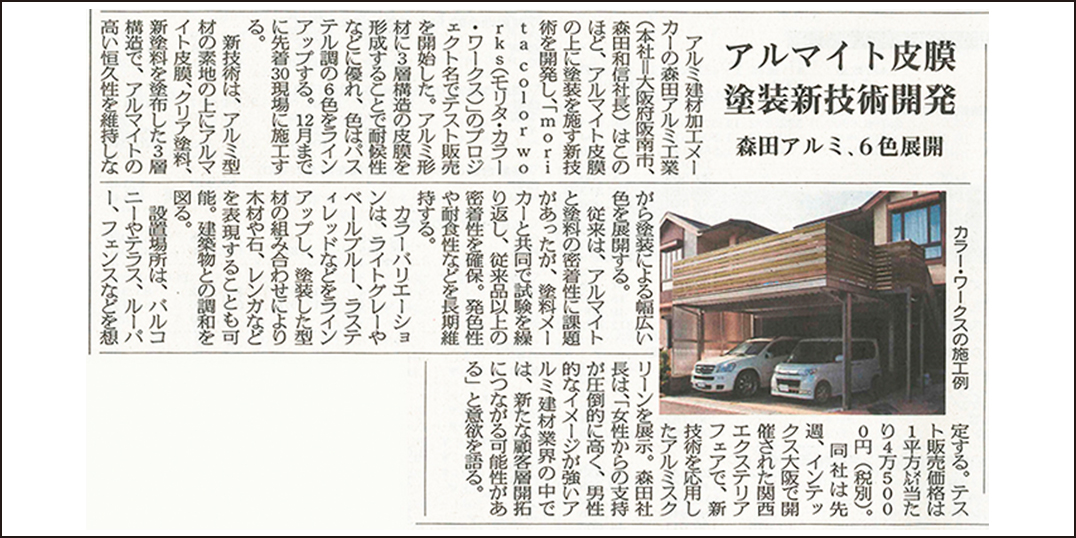 アルマイト皮膜
塗装新技術開発
森田アルミ、6色展開
アルミ建材加工メー
カーの森田アルミ工業
（本社＝大阪府阪南市、
森田和信社長）はこの
ほど、アルマイト皮膜
の上に塗装を施す新技
術を開発し、「mori
ta colorwo
rks（モリタ・カラー
・ワークス）」のプロジ
ェクト名でテスト販売
を開始した。アルミ形
材に3層構造の皮膜を
形成することで耐候性
などに優れ、色はパス
テル調の6色をライン
アップする。12月まで
に先着30現場に施工す
る。
新技術は、アルミ型
材の素地の上にアルマ
イト皮膜、クリア塗料、
新塗料を塗布した3層
構造で、アルマイトの
高い恒久性を維持しな
がら塗装による幅広い
色を展開する。
従来は、アルマイト
と塗料の密着性に課題
があったが、塗料メー
カーと共同で試験を繰
り返し、従来品以上の
密着性を確保。発色性
や耐食性などを長期維
持する。
カラーバリエーショ
ンは、ライトグレーや
ペールブルー、ラステ
ィレッドなどをライン
アップし、塗装した型
材の組み合わせにより
木材や石、レンガなど
を表現することも可
能。建築物との調和を
図る。
設置場所は、バルコ
ニーやテラス、ルーバ
ー、フェンスなどを想
カラー・ワークスの施工例
定する。テス
ト販売価格は
1平方㍍当た
り4万500
0円（税別）。
同社は先
週、インテッ
クス大阪で開
催された関西
エクステリア
フェアで、新
技術を応用し
たアルミスク
リーンを展示。森田社
長は、「女性からの支持
が圧倒的に高く、男性
的なイメージが強いア
ルミ建材業界の中で
は、新たな顧客層開拓
につながる可能性があ
る」と意欲を語る。